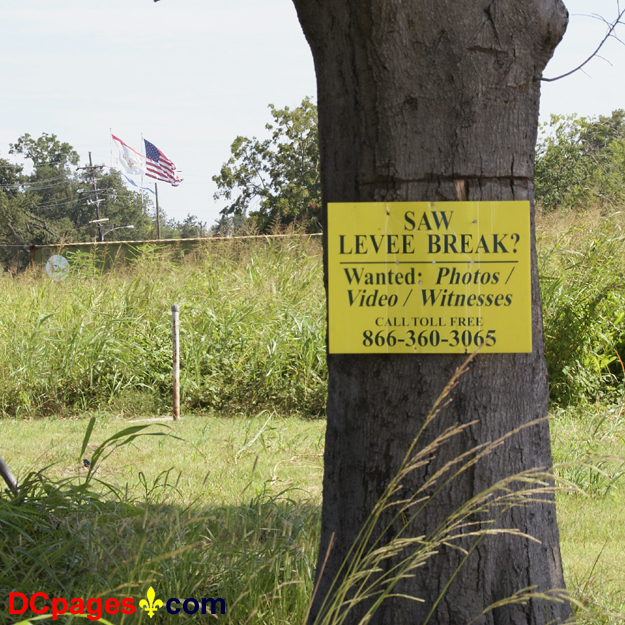 SAW
LEVEE BREAK?
Wanted: Photos /
Video / Witnesses
CALL TOLL FREE
866-360-3065
DCpages.com